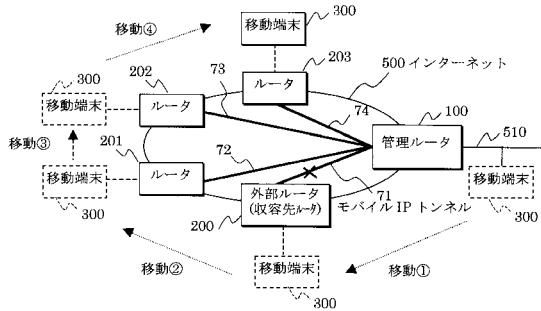 移動④
移動端末
300
203
ルータ
500 インターネット
300
202
73
移動端末
ルータ
74
100
管理ルータ
510
移動③
201
72
移動端末
ルータ
300
外部ルータ
(収容先ルータ)
200
71
モバイルIPトンネル
移動端末
300
移動②
移動端末
300
移動①